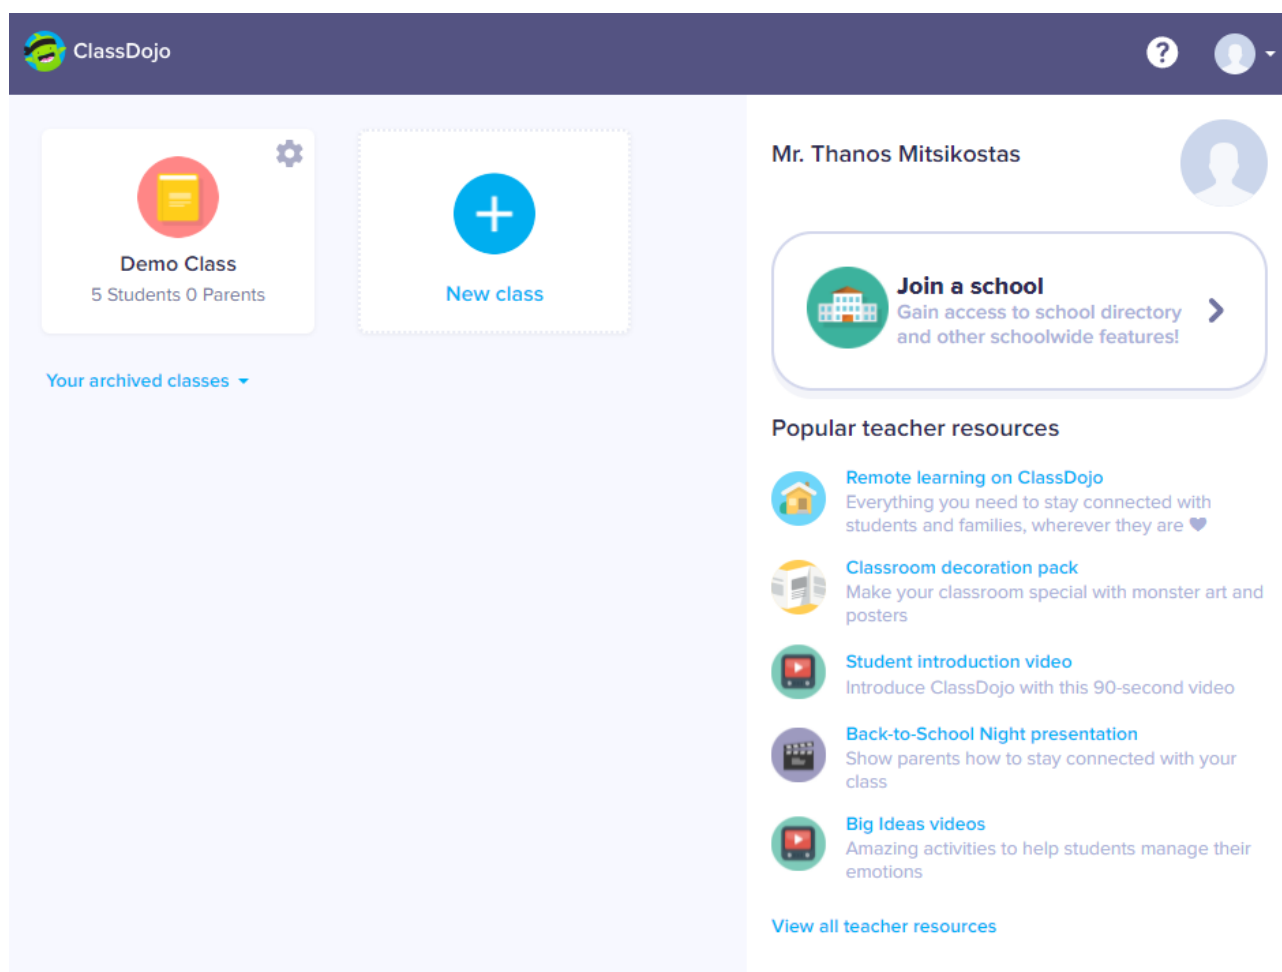 ClassDojo
?
Demo Class
5 Students 0 Parents
New class
Your archived classes
Mr. Thanos Mitsikostas
Join a school
Gain access to school directory
and other schoolwide features!
Popular teacher resources
Remote learning on ClassDojo
Everything you need to stay connected with
students and families, wherever they are
Classroom decoration pack
Make your classroom special with monster art and
posters
Student introduction video
Introduce ClassDojo with this 90-second video
Back-to-School Night presentation
Show parents how to stay connected with your
class
Big Ideas videos
Amazing activities to help students manage their
emotions
View all teacher resources